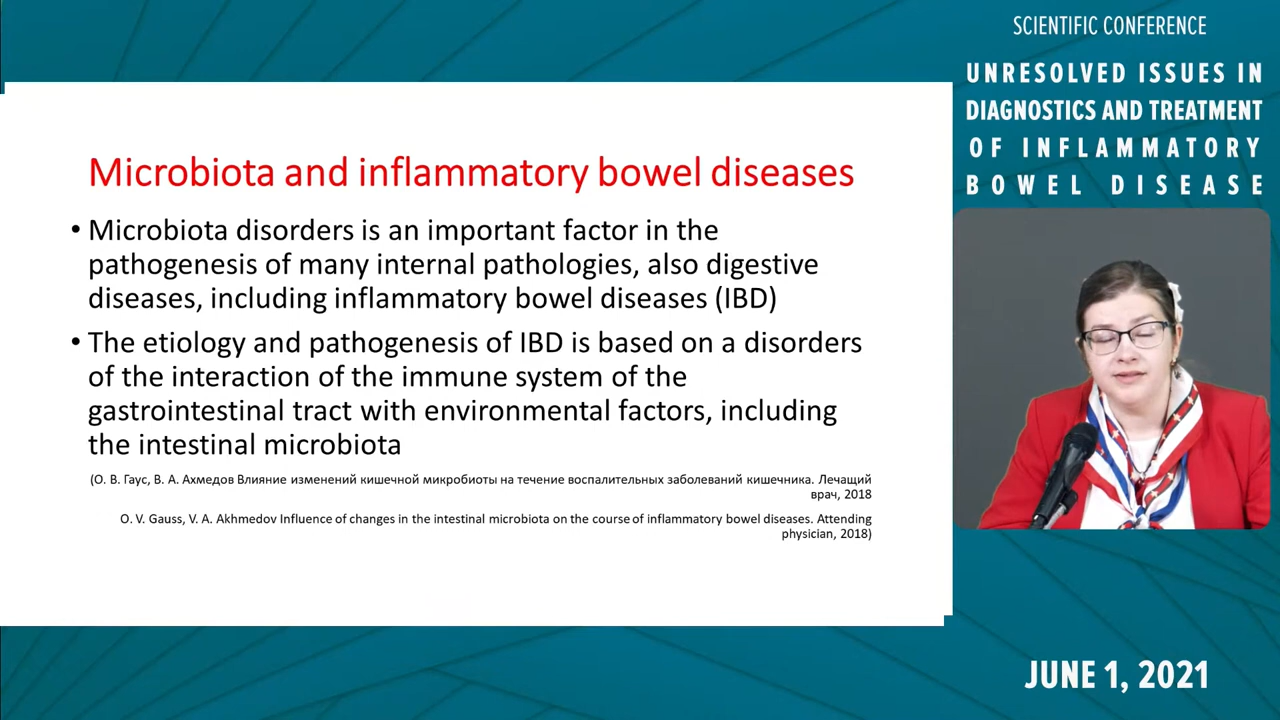 SCIENTIFIC CONFERENCE
UNRESOLVED ISSUES IN
DIAGNOSTICS AND TREATMENT
OF INFLAMMATORY
BOWEL DISEASE
Microbiota and inflammatory bowel diseases
• Microbiota disorders is an important factor in the
pathogenesis of many internal pathologies, also digestive
diseases, including inflammatory bowel diseases (IBD)
• The etiology and pathogenesis of IBD is based on a disorders
of the interaction of the immune system of the
gastrointestinal tract with environmental factors, including
the intestinal microbiota
(О. В. Гаус, В. А. Ахмедов Влияние изменений кишечной микробиоты на течение воспалительных заболеваний кишечника. Лечащий
врач, 2018
O. V. Gauss, V. A. Akhmedov Influence of changes in the intestinal microbiota on the course of inflammatory bowel diseases. Attending
physician, 2018)
JUNE 1, 2021